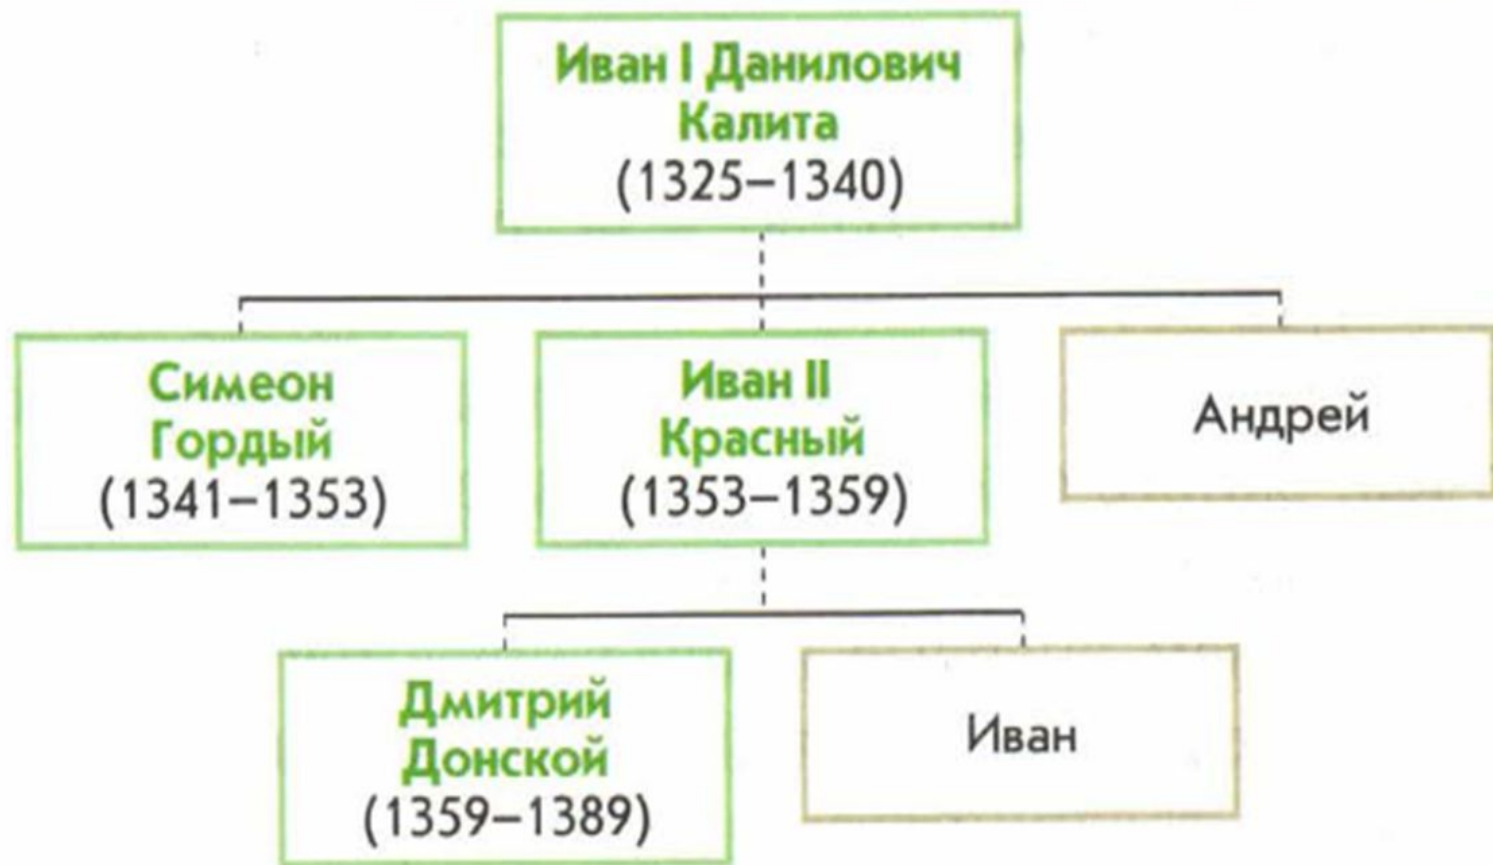 Иван I Данилович
Калита
(1325–1340)
Симеон
Гордый
(1341–1353)
Иван II
Красный
(1353–1359)
Андрей
Дмитрий
Донской
(1359–1389)
Иван